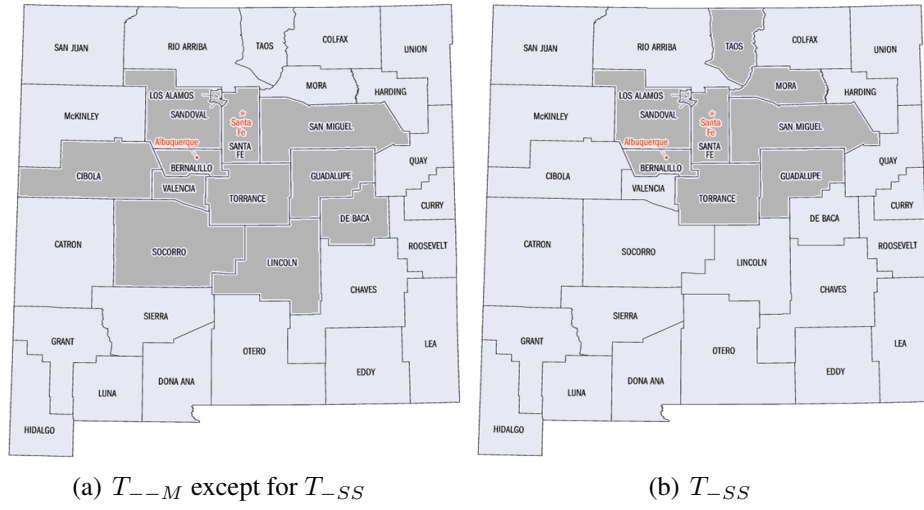 SAN JUAN
RIO ARRIBA
TAOS
COLFAX
UNION
LOS ALAMOS
MORA
HARDING
McKINLEY
SANDOVAL
Santa
Fe
SANTA
FE
SAN MIGUEL
Albuquerque
BERNALILLO
QUAY
CIBOLA
VALENCIA
GUADALUPE
TORRANCE
CURRY
DE BACA
CATRON
SOCORRO
LINCOLN
ROOSEVELT
CHAVES
SIERRA
GRANT
OTERO
LEA
DONA ANA
EDDY
LUNA
HIDALGO
(a) T−−M except for T−SS
SAN JUAN
RIO ARRIBA
TAOS
COLFAX
UNION
LOS ALAMOS
MORA
HARDING
McKINLEY
SANDOVAL
Santa
Fe
SANTA
FE
SAN MIGUEL
Albuquerque
BERNALILLO
QUAY
CIBOLA
VALENCIA
GUADALUPE
TORRANCE
CURRY
DE BACA
CATRON
SOCORRO
LINCOLN
ROOSEVELT
CHAVES
SIERRA
GRANT
OTERO
LEA
DONA ANA
EDDY
LUNA
HIDALGO
(b) T−SS